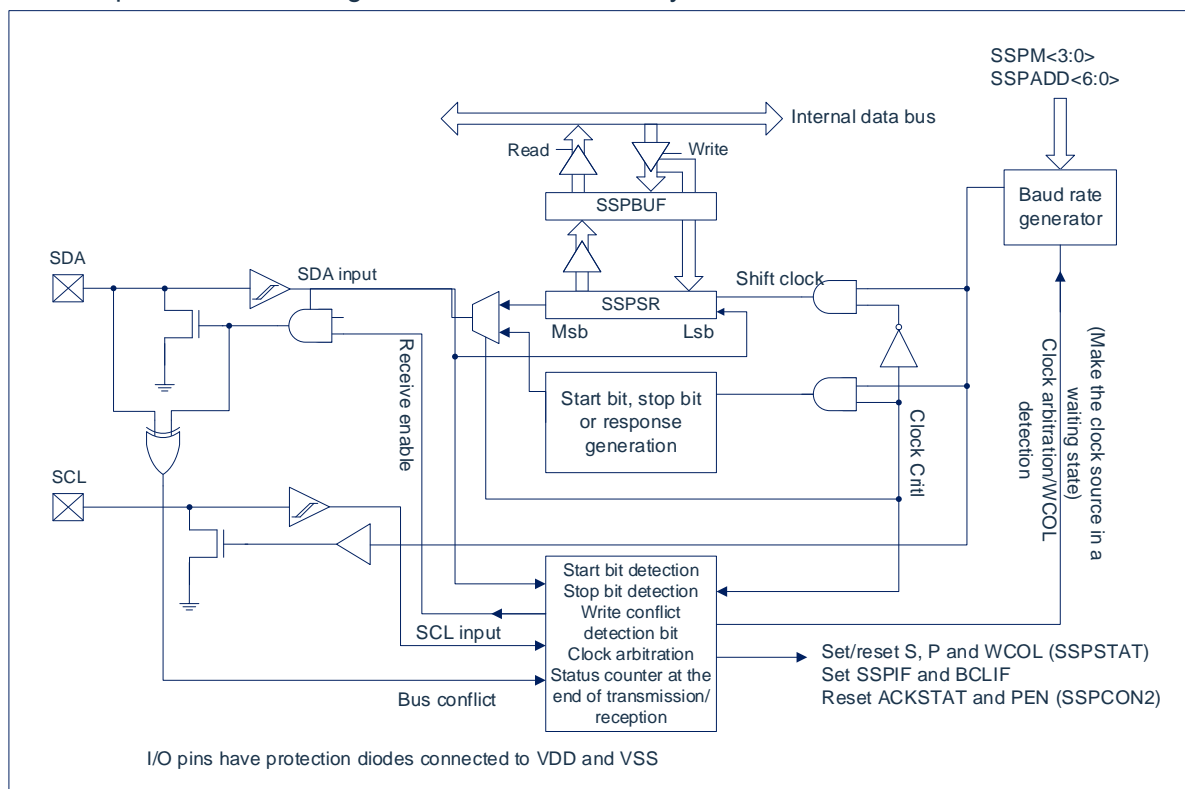 SSPM<3:0>
SSPADD<6:0>
Internal data bus
Read
Write
SSPBUF
Baud rate
generator
SDA
SDA input
Shift clock
SSPSR
Msb
Lsb
Receive enable
Start bit, stop bit
or response
generation
Clock Critl
(Make the clock source in a
waiting state)
Clock arbitration/WCOL
detection
SCL
Start bit detection
Stop bit detection
Write conflict
detection bit
Clock arbitration
Status counter at the
end of transmission/
reception
SCL input
Bus conflict
Set/reset S, P and WCOL (SSPSTAT)
Set SSPIF and BCLIF
Reset ACKSTAT and PEN (SSPCON2)
I/O pins have protection diodes connected to VDD and VSS